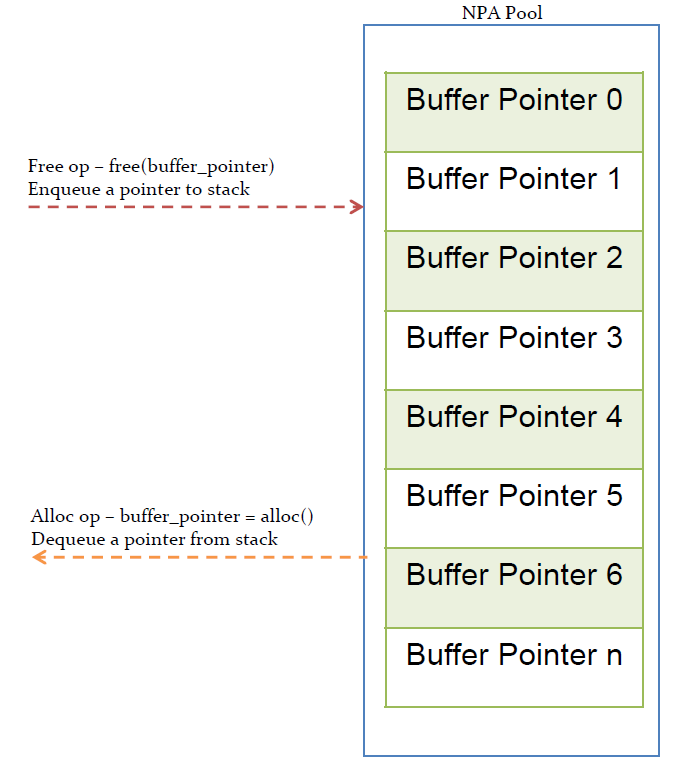 NPA Pool
Buffer Pointer 0
Free op – free(buffer_pointer)
Enqueue a pointer to stack
Buffer Pointer 1
Buffer Pointer 2
Buffer Pointer 3
Buffer Pointer 4
Buffer Pointer 5
Alloc op – buffer_pointer = alloc()
Dequeue a pointer from stack
Buffer Pointer 6
Buffer Pointer n